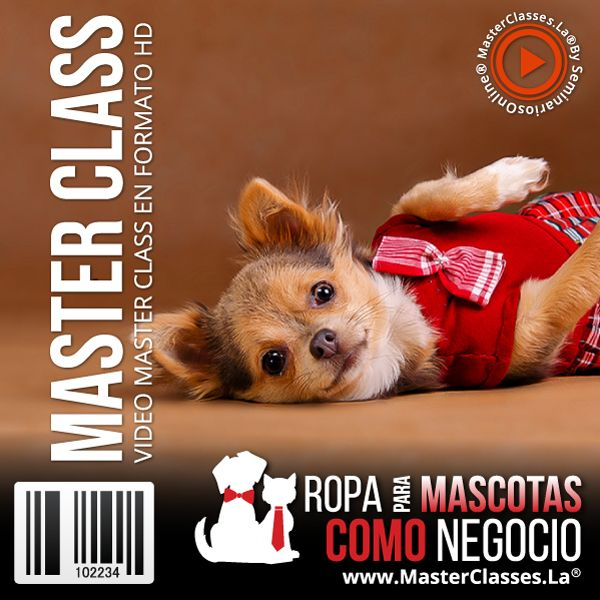 MASTER CLASS
VIDEO MASTER CLASS EN FORMATO HD
MasterClasses.La® By SeminariosOnline®
ROPA PARA MASCOTAS
COMO NEGOCIO
www.MasterClasses.La®
102234